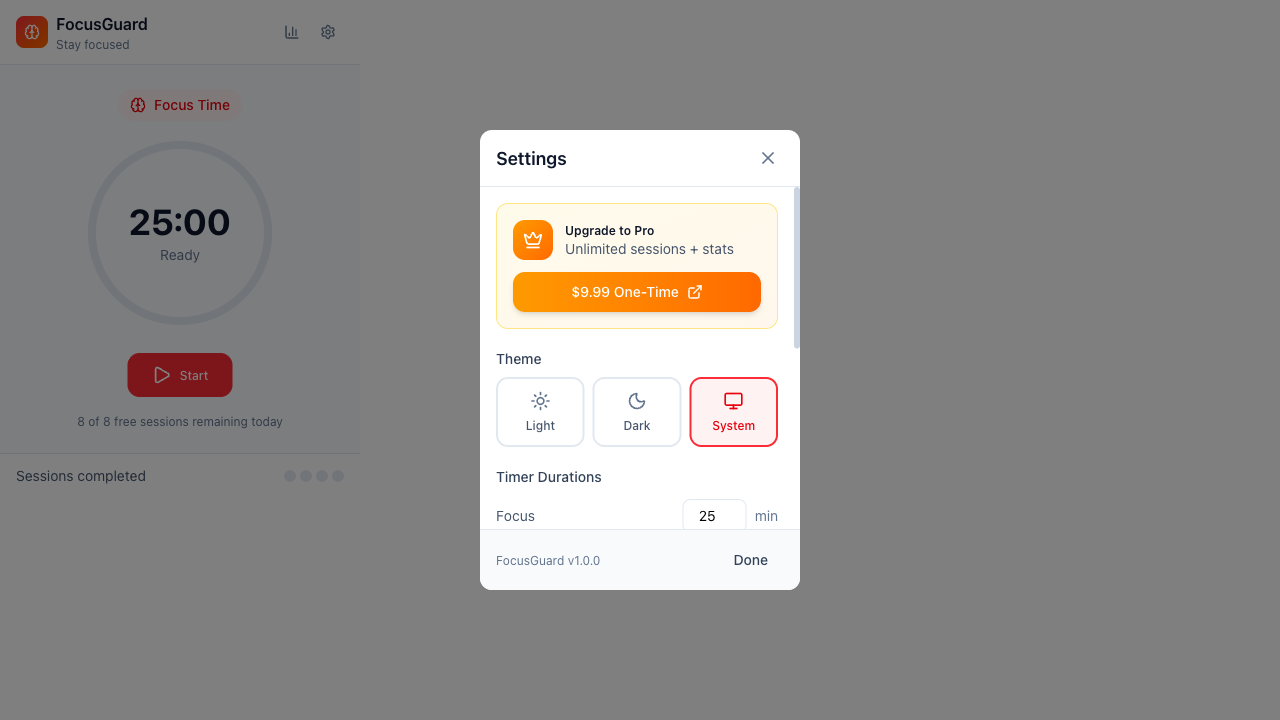 FocusGuard
Stay focused
Focus Time
25:00
Ready
Start
8 of 8 free sessions remaining today
Sessions completed
Settings
Upgrade to Pro
Unlimited sessions + stats
$9.99 One-Time
Theme
Light
Dark
System
Timer Durations
Focus
25
min
FocusGuard v1.0.0
Done